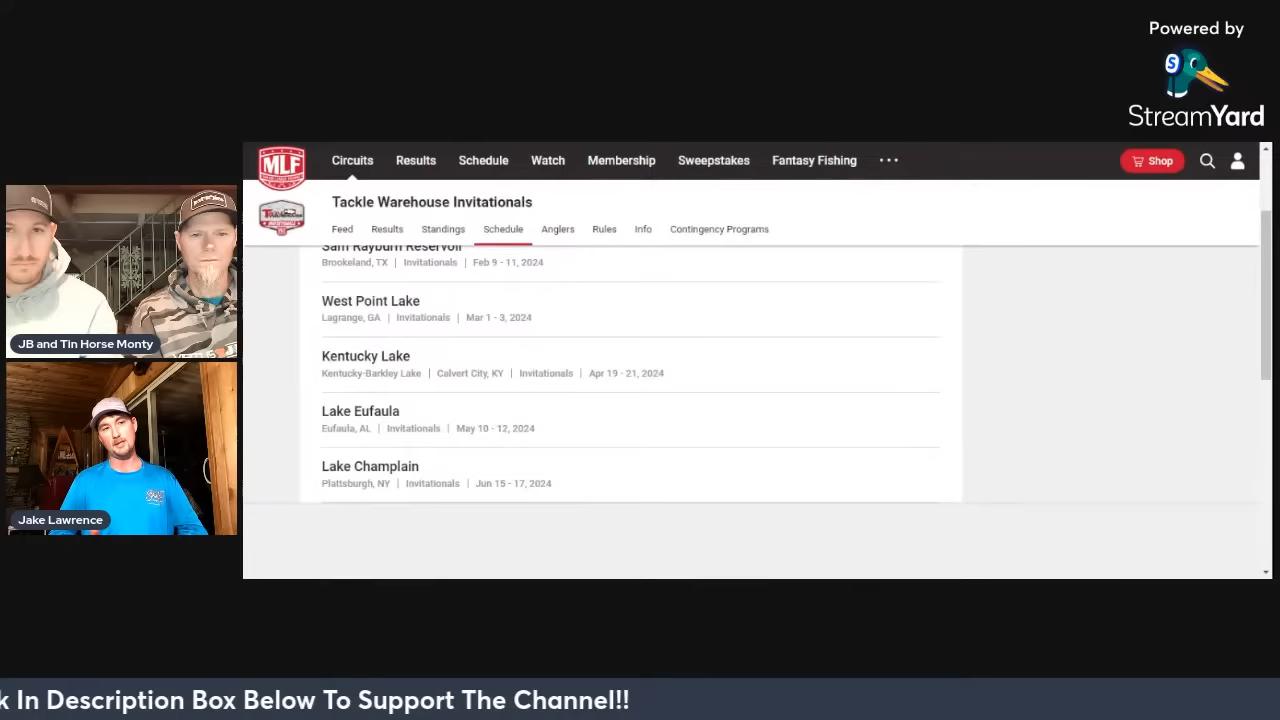 Powered by
S
StreamYard
MLF
Circuits Results Schedule Watch Membership Sweepstakes Fantasy Fishing ••• Shop
Tackle Warehouse Invitationals
Feed Results Standings Schedule Anglers Rules Info Contingency Programs
Sam Rayburn Reservoir
Brookeland, TX | Invitationals | Feb 9 - 11, 2024
West Point Lake
Lagrange, GA | Invitationals | Mar 1 - 3, 2024
Kentucky Lake
Kentucky-Barkley Lake | Calvert City, KY | Invitationals | Apr 19 - 21, 2024
Lake Eufaula
Eufaula, AL | Invitationals | May 10 - 12, 2024
Lake Champlain
Plattsburgh, NY | Invitationals | Jun 15 - 17, 2024
JB and Tin Horse Monty
Jake Lawrence
k In Description Box Below To Support The Channel!!